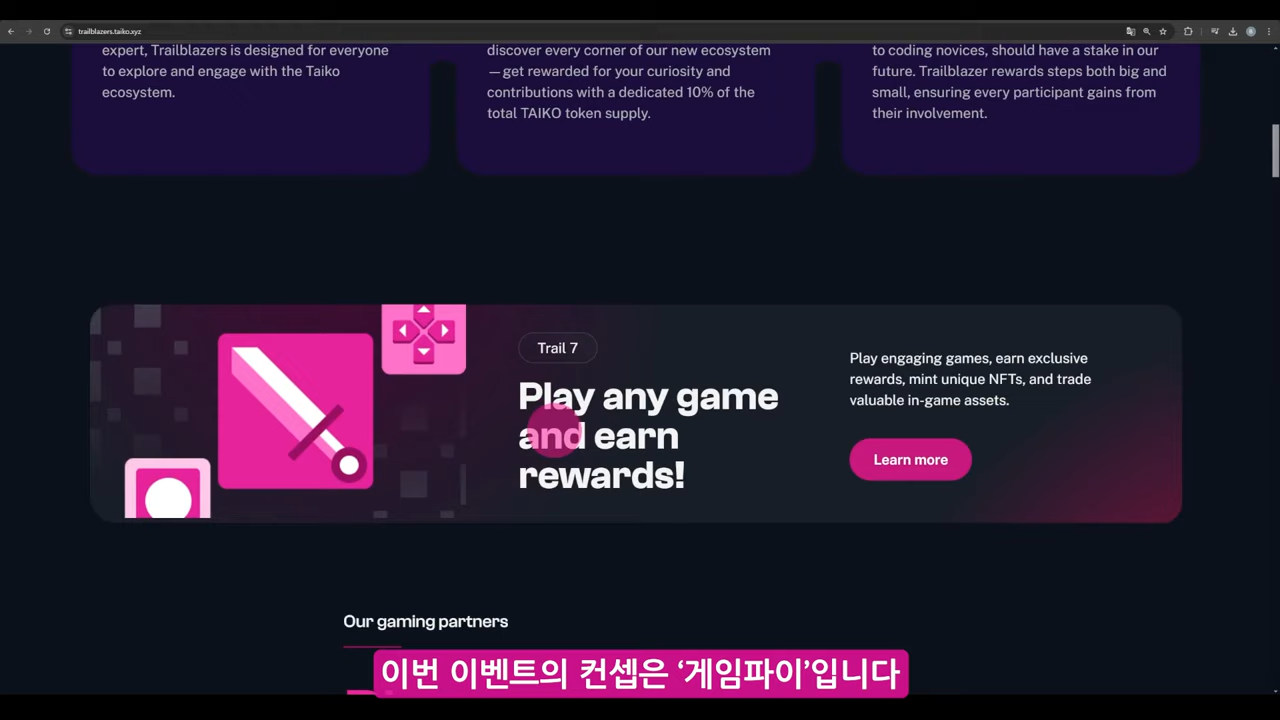 trailblazers.taiko.xyz
expert, Trailblazers is designed for everyone
to explore and engage with the Taiko
ecosystem.
discover every corner of our new ecosystem
—get rewarded for your curiosity and
contributions with a dedicated 10% of the
total TAIKO token supply.
to coding novices, should have a stake in our
future. Trailblazer rewards steps both big and
small, ensuring every participant gains from
their involvement.
Trail 7
Play any game
and earn
rewards!
Play engaging games, earn exclusive
rewards, mint unique NFTs, and trade
valuable in-game assets.
Learn more
Our gaming partners
이번 이벤트의 컨셉은 ‘게임파이’입니다